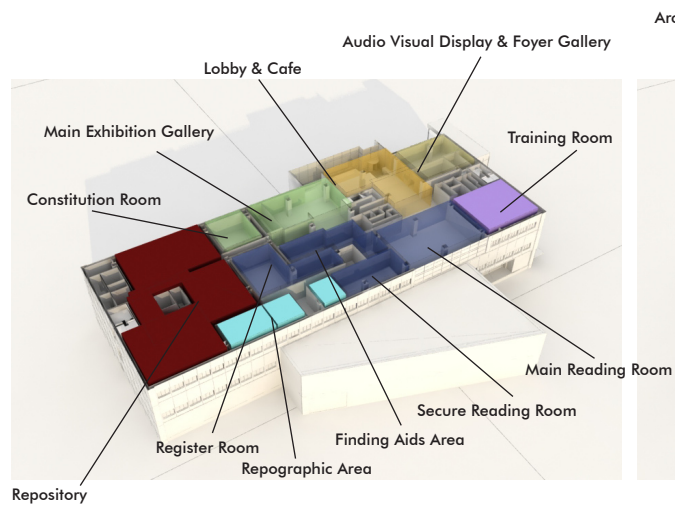 Audio Visual Display & Foyer Gallery
Lobby & Cafe
Main Exhibition Gallery
Training Room
Constitution Room
Main Reading Room
Secure Reading Room
Finding Aids Area
Register Room
Repographic Area
Repository